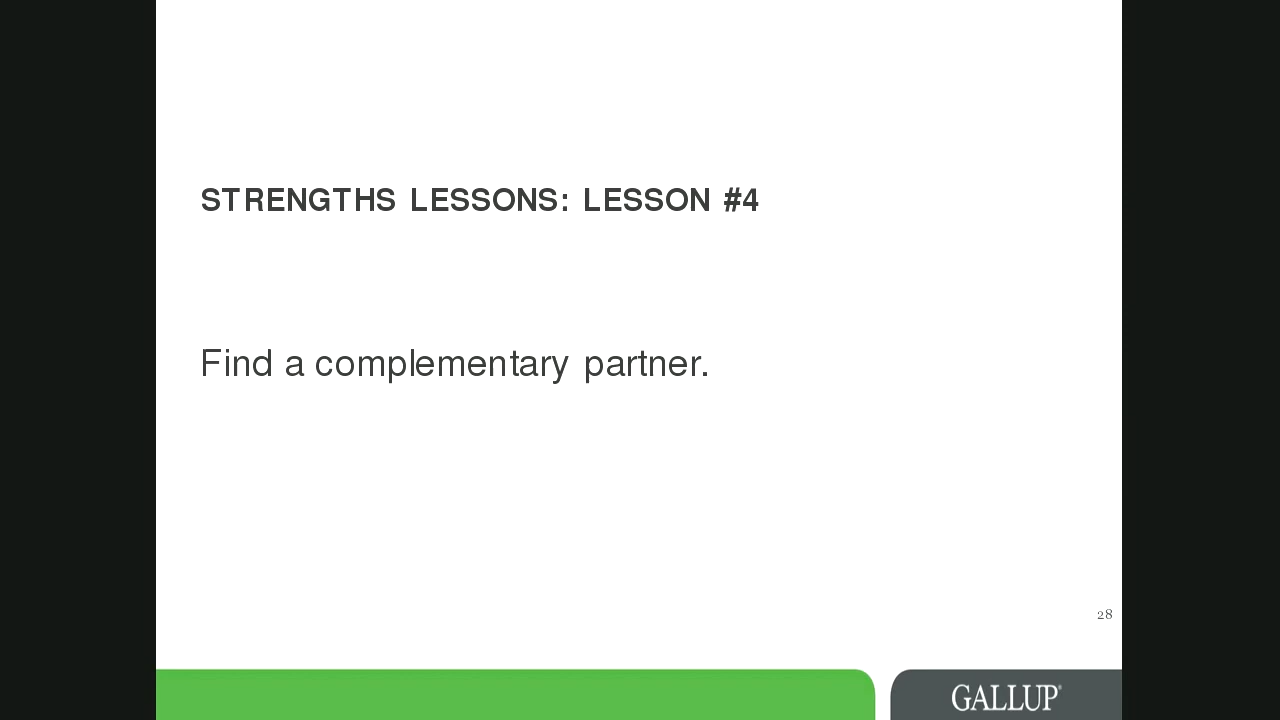 STRENGTHS LESSONS: LESSON #4
Find a complementary partner.
28
GALLUP®